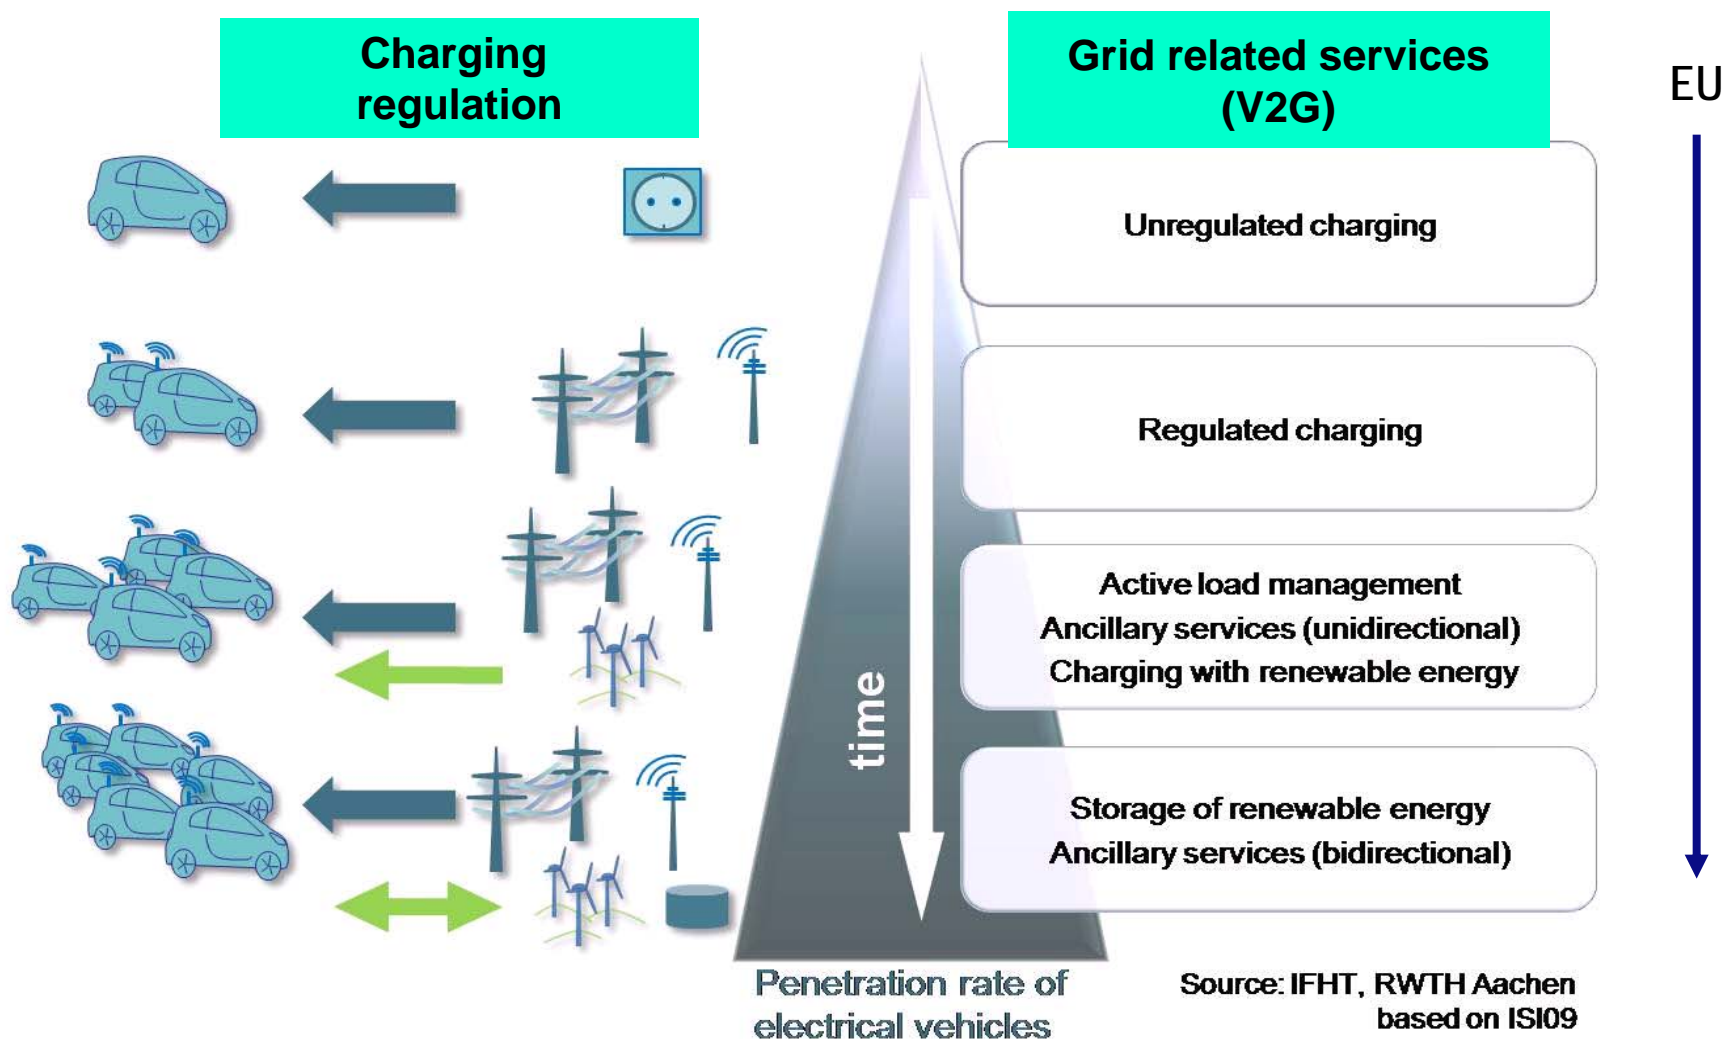 Charging
regulation
Grid related services
(V2G)
EU
Unregulated charging
Regulated charging
Active load management
Ancillary services (unidirectional)
Charging with renewable energy
time
Storage of renewable energy
Ancillary services (bidirectional)
Penetration rate of
electrical vehicles
Source: IFHT, RWTH Aachen
based on ISI09